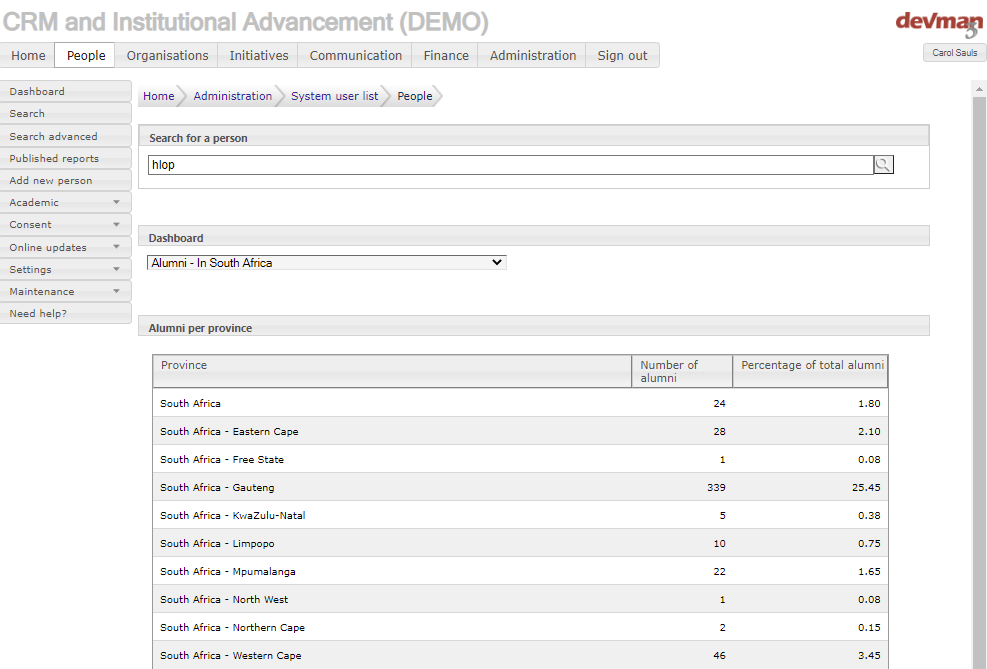 CRM and Institutional Advancement (DEMO)
devman 3
Home People Organisations Initiatives Communication Finance Administration Sign out
Carol Sauls
Dashboard
Search
Search advanced
Published reports
Add new person
Academic
Consent
Online updates
Settings
Maintenance
Need help?
Home Administration System user list People
Search for a person
hlop
Dashboard
Alumni - In South Africa
Alumni per province
Province Number of alumni Percentage of total alumni
South Africa 24 1.80
South Africa - Eastern Cape 28 2.10
South Africa - Free State 1 0.08
South Africa - Gauteng 339 25.45
South Africa - KwaZulu-Natal 5 0.38
South Africa - Limpopo 10 0.75
South Africa - Mpumalanga 22 1.65
South Africa - North West 1 0.08
South Africa - Northern Cape 2 0.15
South Africa - Western Cape 46 3.45